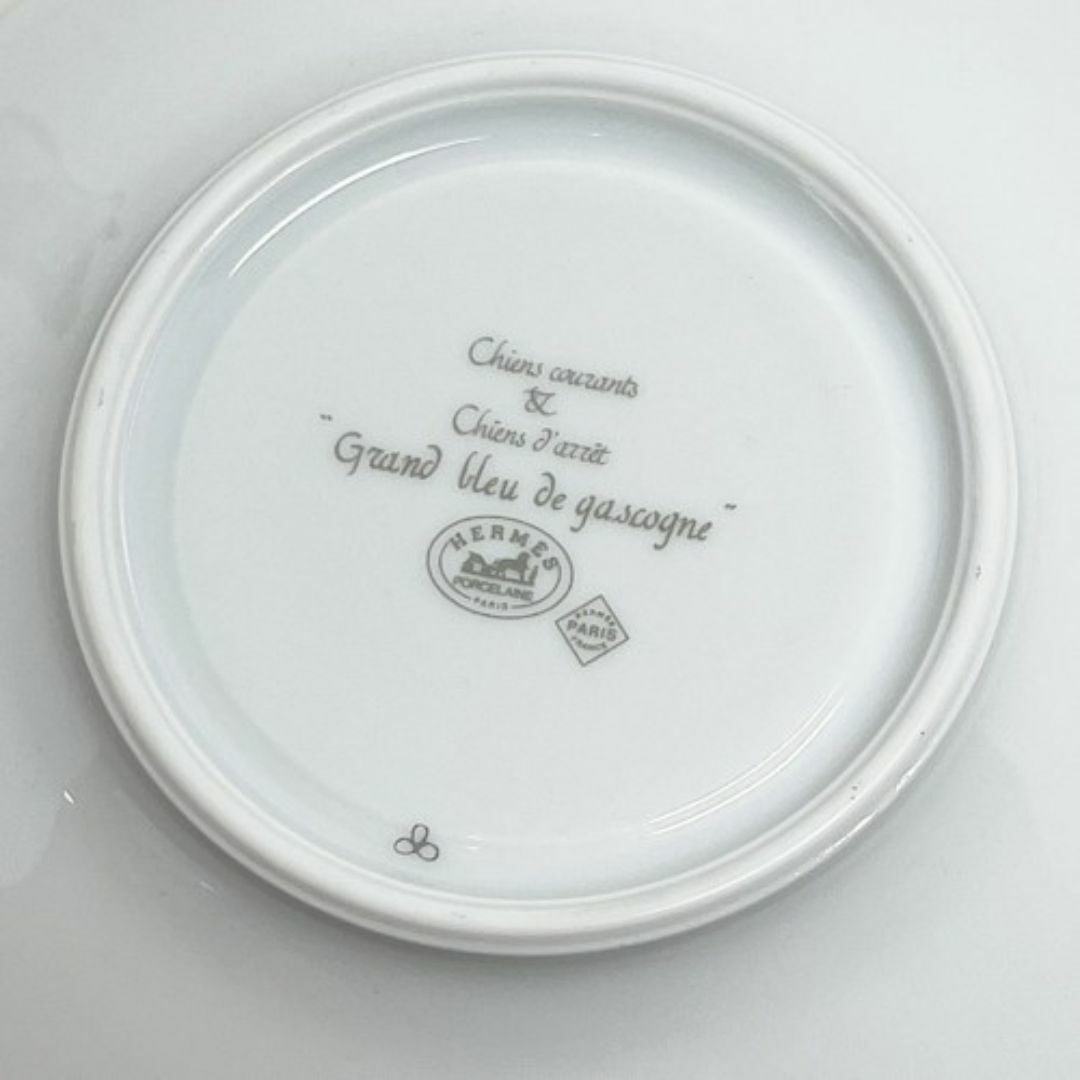 Chiens courants
&
Chiens d'arrêt
"Grand bleu de gascogne"
HERMES
PORCELAINE
PARIS
HERMES
PARIS
FRANCE